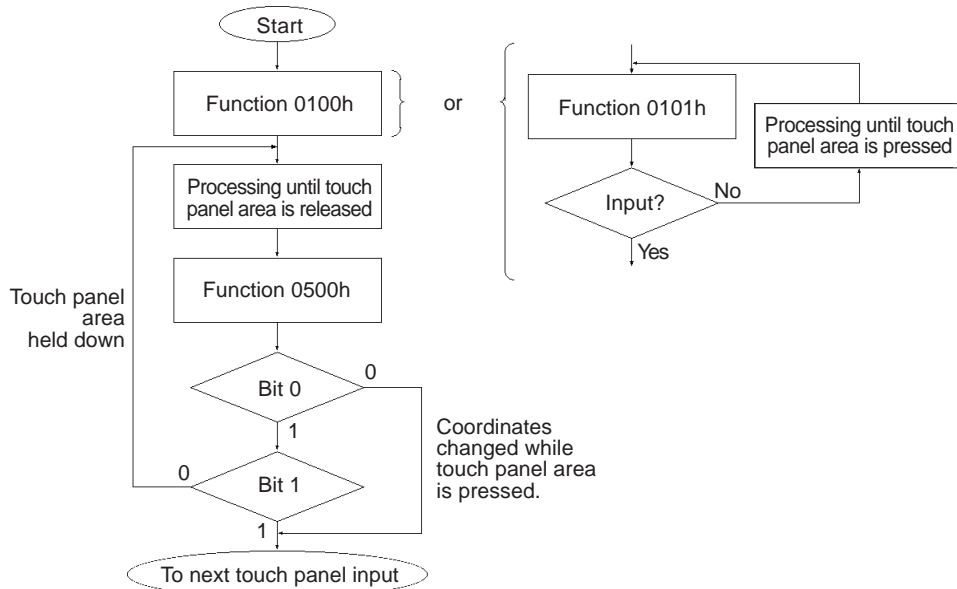 Start
Function 0100h
or
Function 0101h
Processing until touch
panel area is pressed
Input?
No
Yes
Processing until touch
panel area is released
Function 0500h
Touch panel
area
held down
Bit 0
0
1
Coordinates
changed while
touch panel area
is pressed.
Bit 1
0
1
To next touch panel input